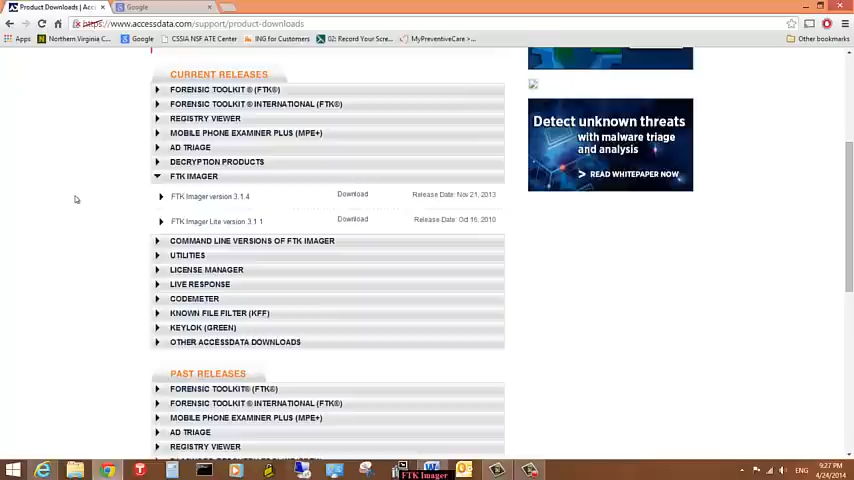 Product Downloads | Acc
Google
https://www.accessdata.com/support/product-downloads
Apps
Northern Virginia C...
Google
CSSIA NSF ATE Center
ING for Customers
02: Record Your Scre...
MyPreventiveCare >...
Other bookmarks
CURRENT RELEASES
FORENSIC TOOLKIT ® (FTK®)
FORENSIC TOOLKIT ® INTERNATIONAL (FTK®)
REGISTRY VIEWER
MOBILE PHONE EXAMINER PLUS (MPE+)
AD TRIAGE
DECRYPTION PRODUCTS
FTK IMAGER
FTK Imager version 3.1.4 Download Release Date: Nov 21, 2013
FTK Imager Lite version 3.1.1 Download Release Date: Oct 16, 2010
COMMAND LINE VERSIONS OF FTK IMAGER
UTILITIES
LICENSE MANAGER
LIVE RESPONSE
CODEMETER
KNOWN FILE FILTER (KFF)
KEYLOK (GREEN)
OTHER ACCESSDATA DOWNLOADS
PAST RELEASES
FORENSIC TOOLKIT® (FTK®)
FORENSIC TOOLKIT ® INTERNATIONAL (FTK®)
MOBILE PHONE EXAMINER PLUS (MPE+)
AD TRIAGE
REGISTRY VIEWER
Detect unknown threats
with malware triage
and analysis
> READ WHITEPAPER NOW
FTK Imager
ENG
9:27 PM
4/24/2014